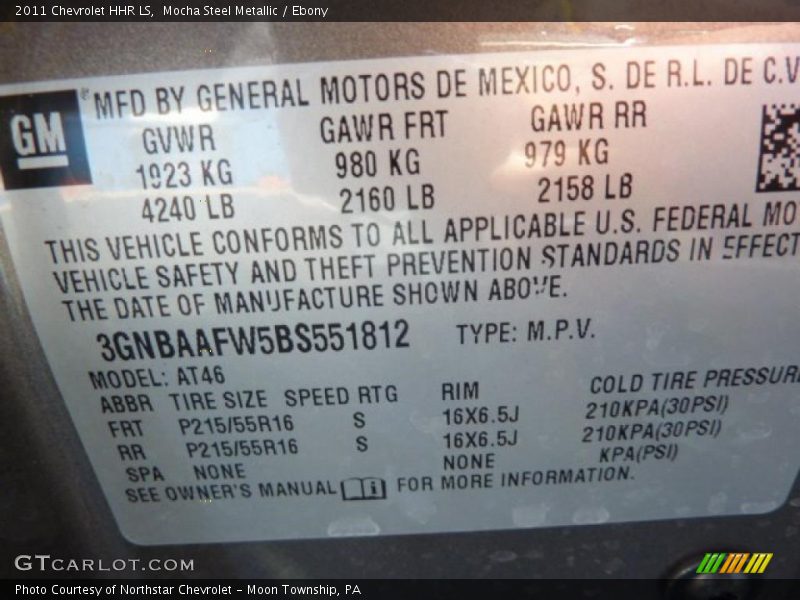 2011 Chevrolet HHR LS, Mocha Steel Metallic / Ebony
GM
® MFD BY GENERAL MOTORS DE MEXICO, S. DE R.L. DE C.V
GVWR GAWR FRT GAWR RR
1923 KG 980 KG 979 KG
4240 LB 2160 LB 2158 LB
THIS VEHICLE CONFORMS TO ALL APPLICABLE U.S. FEDERAL MO
VEHICLE SAFETY AND THEFT PREVENTION STANDARDS IN EFFECT
THE DATE OF MANUFACTURE SHOWN ABOVE.
3GNBAAFW5BS551812 TYPE: M.P.V.
MODEL: AT46
ABBR TIRE SIZE SPEED RTG RIM COLD TIRE PRESSUR
FRT P215/55R16 S 16X6.5J 210KPA(30PSI)
RR P215/55R16 S 16X6.5J 210KPA(30PSI)
SPA NONE NONE KPA(PSI)
SEE OWNER'S MANUAL i FOR MORE INFORMATION.
GTCARLOT.COM
Photo Courtesy of Northstar Chevrolet - Moon Township, PA